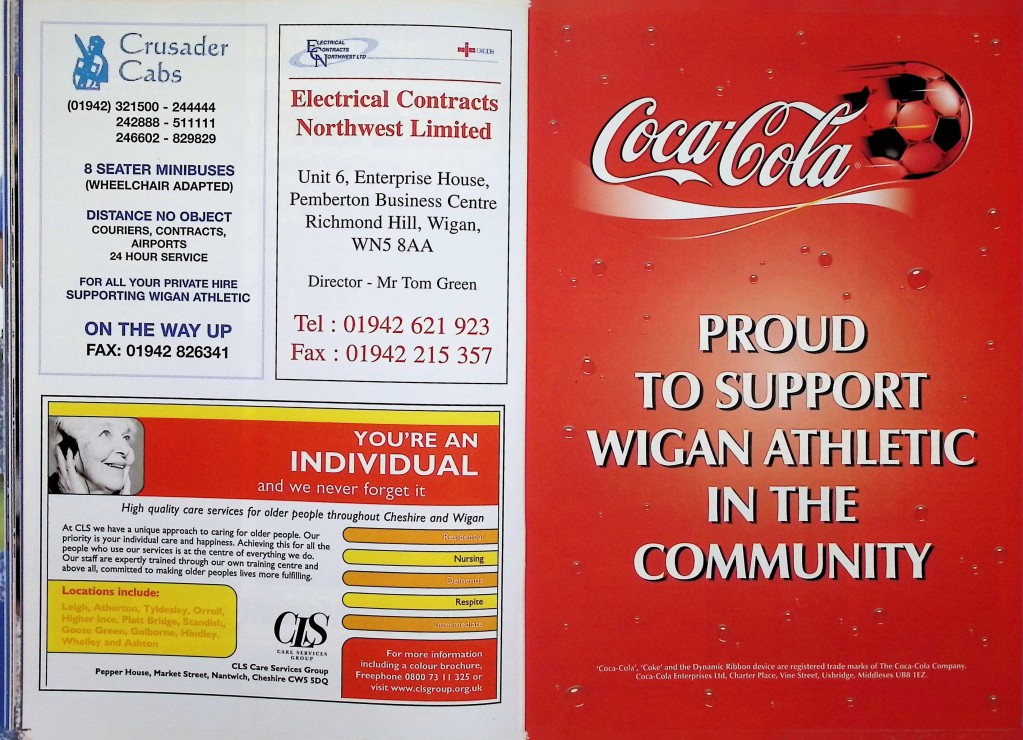 Crusader
Cabs
(01942) 321500 - 244444
242888 - 511111
246602 - 829829
8 SEATER MINIBUSES
(WHEELCHAIR ADAPTED)
DISTANCE NO OBJECT
COURIERS, CONTRACTS,
AIRPORTS
24 HOUR SERVICE
FOR ALL YOUR PRIVATE HIRE
SUPPORTING WIGAN ATHLETIC
ON THE WAY UP
FAX: 01942 826341
ELECTRICAL
CONTRACTS
NORTHWEST LTD
Electrical Contracts
Northwest Limited
Unit 6, Enterprise House,
Pemberton Business Centre
Richmond Hill, Wigan,
WN5 8AA
Director - Mr Tom Green
Tel : 01942 621 923
Fax : 01942 215 357
YOU'RE AN
INDIVIDUAL
and we never forget it
High quality care services for older people throughout Cheshire and Wigan
At CLS we have a unique approach to caring for older people. Our
priority is your individual care and happiness. Achieving this for all the
people who use our services is at the centre of everything we do.
Our staff are expertly trained through our own training centre and
above all, committed to making older peoples lives more fulfilling.
Residential
Nursing
Dementia
Respite
Intermediate
Locations include:
Leigh, Atherton, Tyldesley, Orrell,
Higher Ince, Platt Bridge, Standish,
Goose Green, Golborne, Hindley,
Whelley and Ashton
CLS
CARE SERVICES
GROUP
CLS Care Services Group
Pepper House, Market Street, Nantwich, Cheshire CW5 5DQ
For more information
including a colour brochure,
Freephone 0800 73 11 325 or
visit www.clsgroup.org.uk
Coca-Cola®
PROUD
TO SUPPORT
WIGAN ATHLETIC
IN THE
COMMUNITY
'Coca-Cola', 'Coke' and the Dynamic Ribbon device are registered trade marks of The Coca-Cola Company.
Coca-Cola Enterprises Ltd, Charter Place, Vine Street, Uxbridge, Middlesex UB8 1EZ.